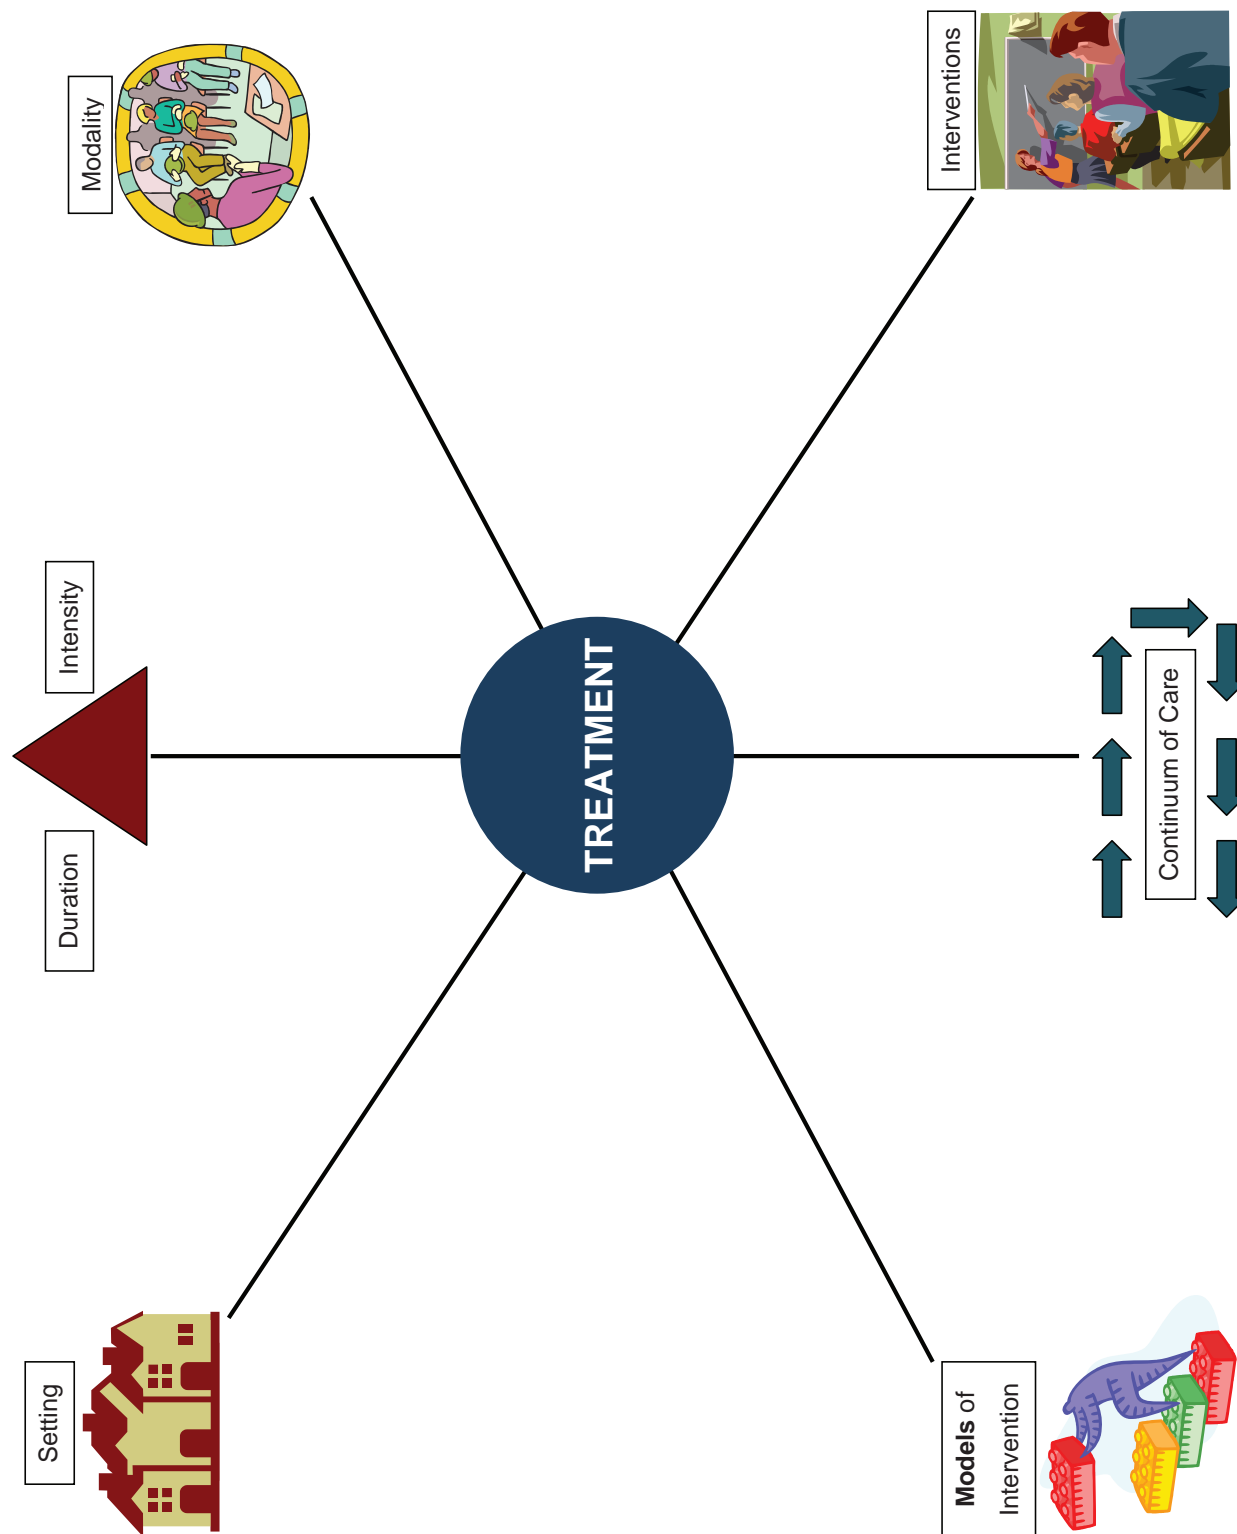 Setting
Duration
Intensity
Modality
TREATMENT
Models of
Intervention
Continuum of Care
Interventions